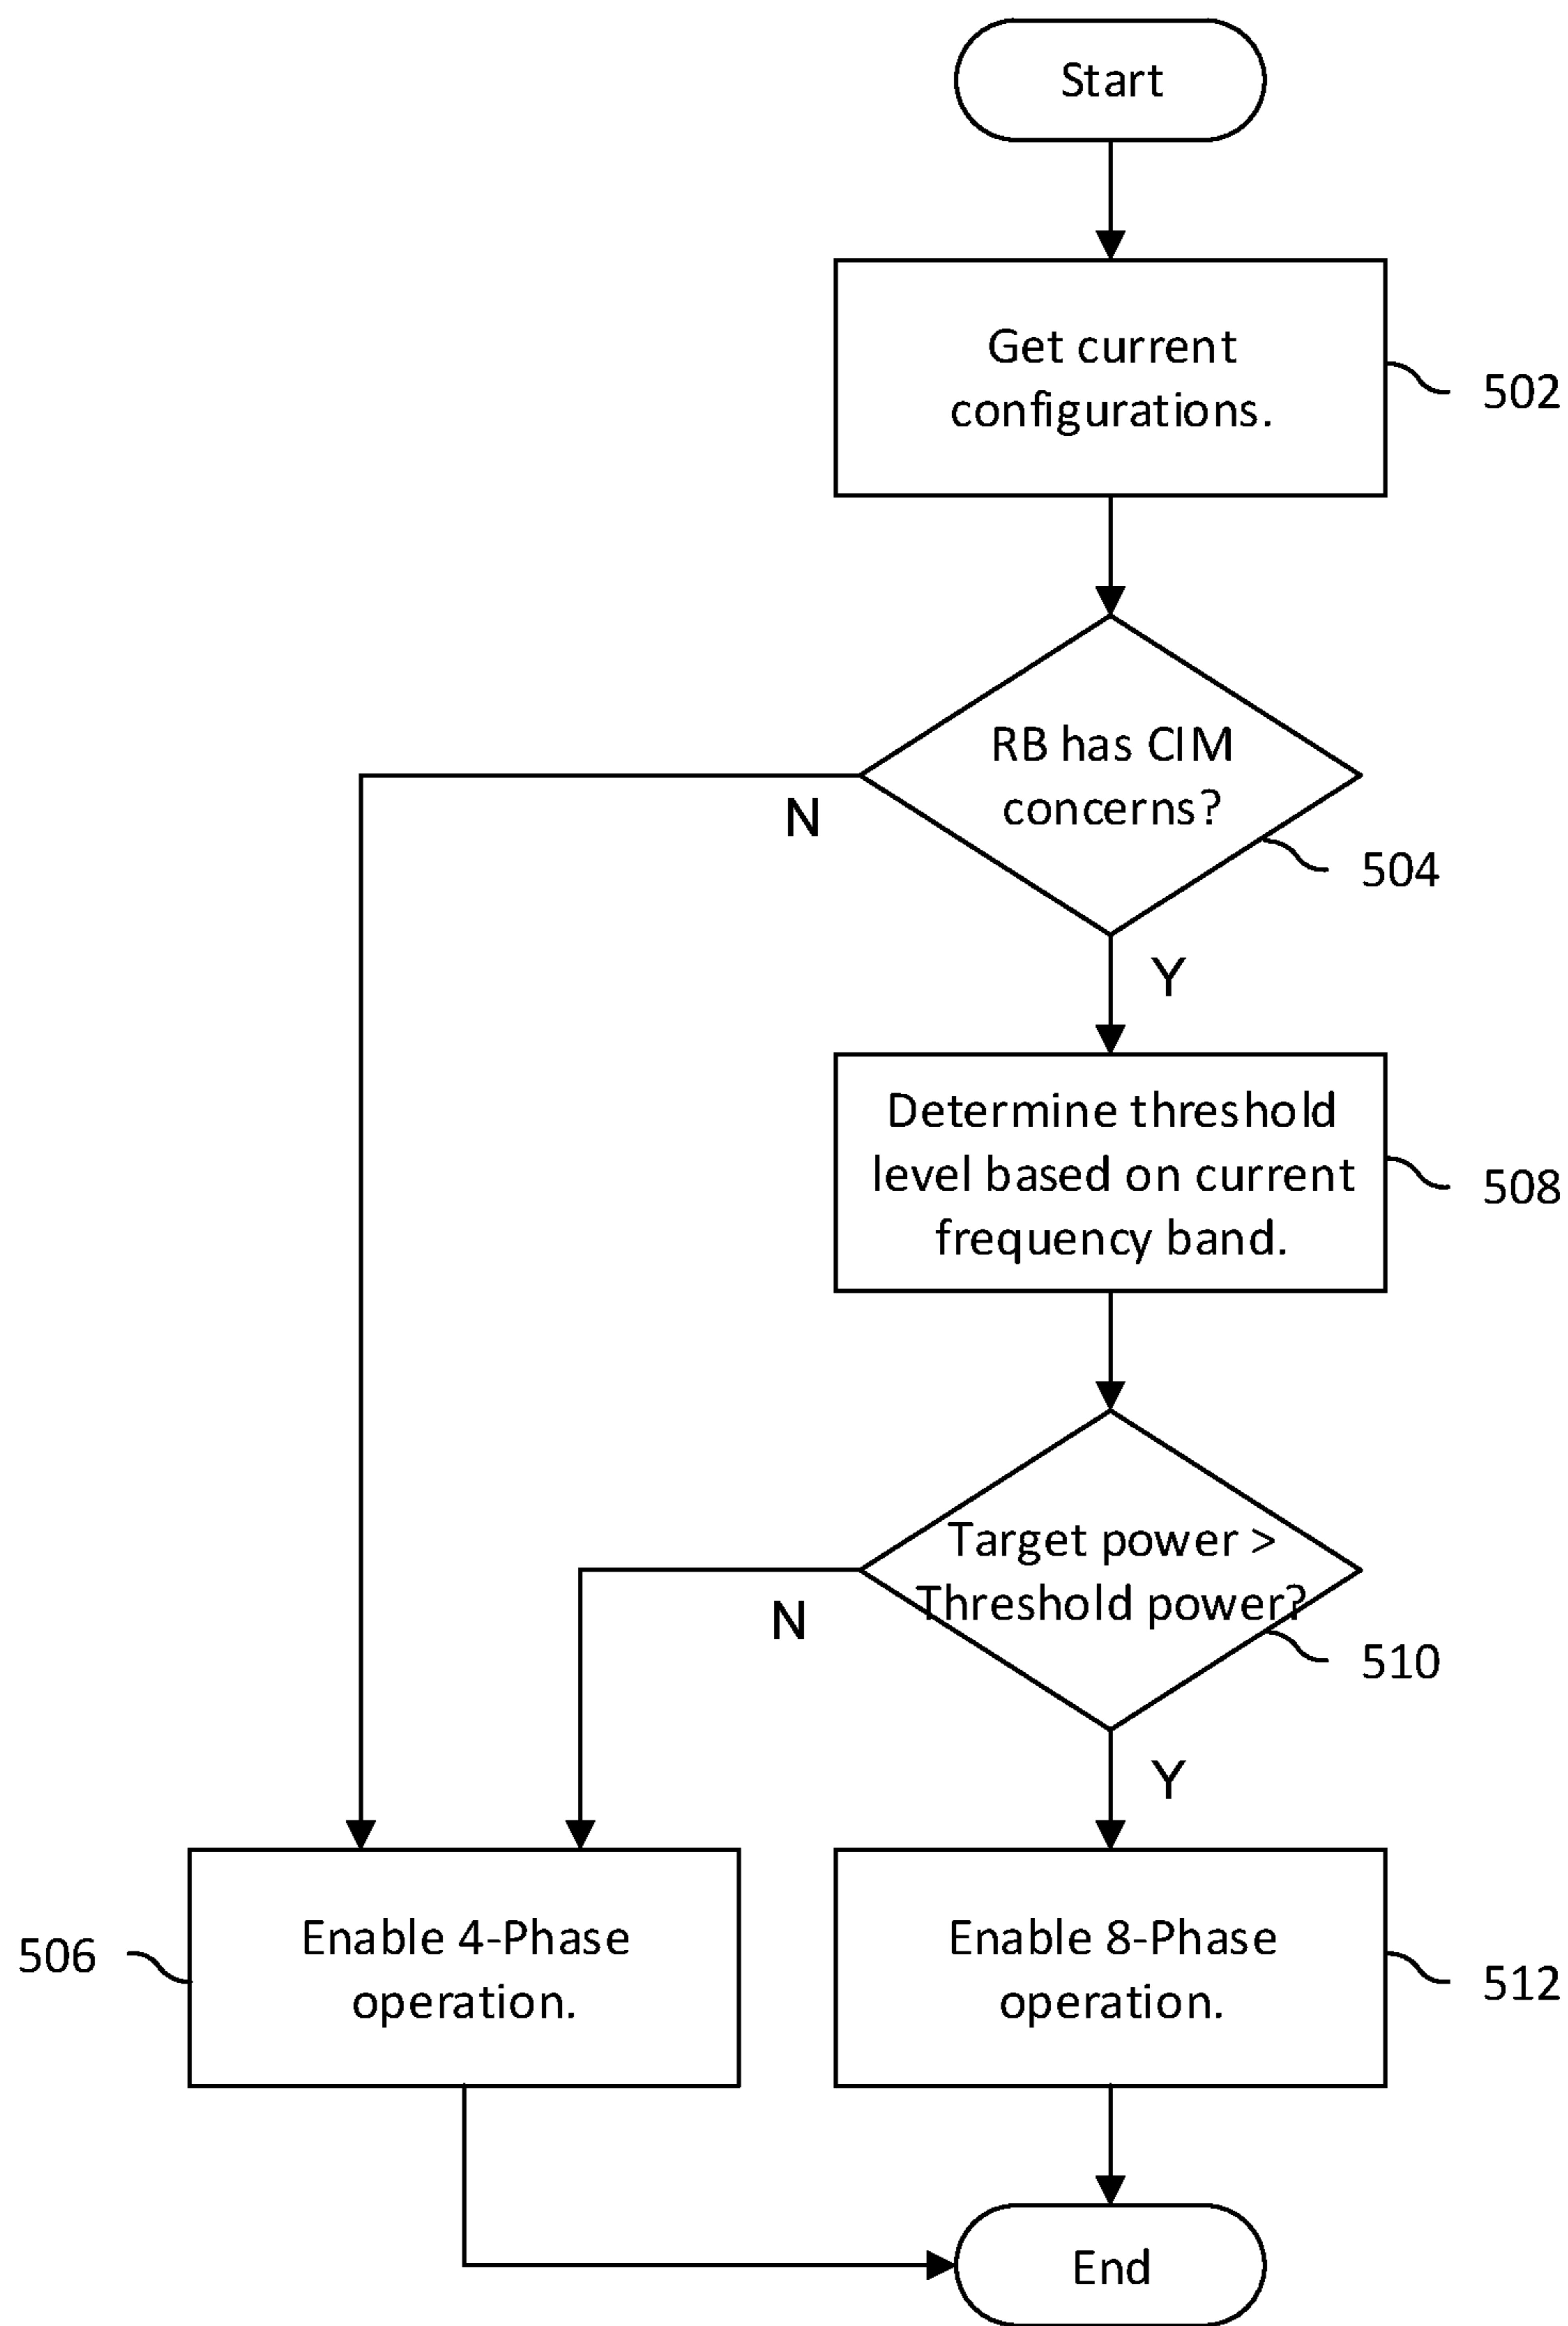 Start
Get current
configurations.
502
RB has CIM
concerns?
N
504
Y
Determine threshold
level based on current
frequency band.
508
Target power >
Threshold power?
N
510
Y
Enable 4-Phase
operation.
506
Enable 8-Phase
operation.
512
End